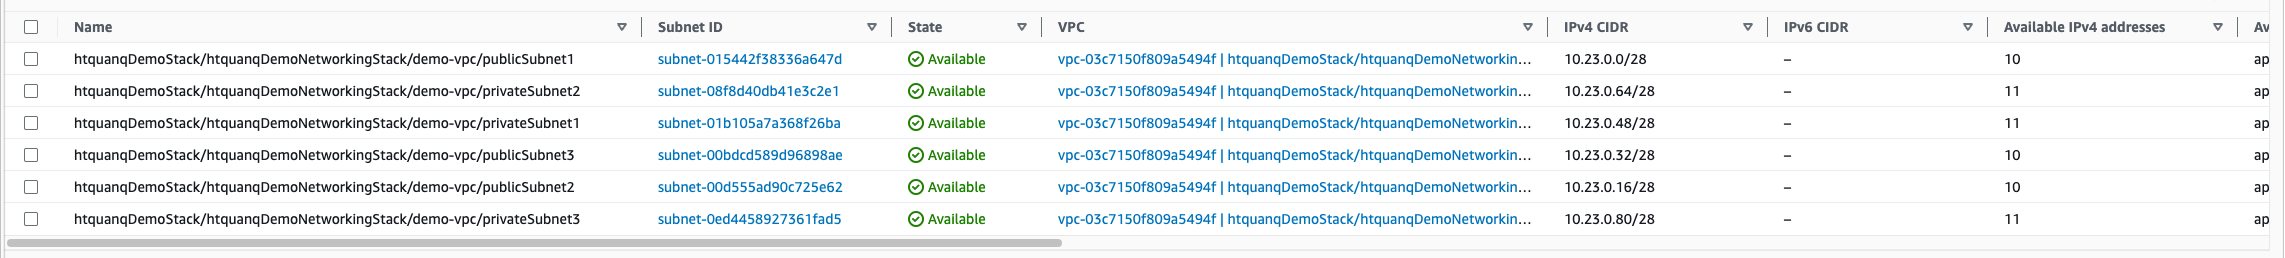 Name Subnet ID State VPC IPv4 CIDR IPv6 CIDR Available IPv4 addresses Av
htquanqDemoStack/htquanqDemoNetworkingStack/demo-vpc/publicSubnet1 subnet-015442f38336a647d Available vpc-03c7150f809a5494f | htquanqDemoStack/htquanqDemoNetworkin... 10.23.0.0/28 – 10 ap
htquanqDemoStack/htquanqDemoNetworkingStack/demo-vpc/privateSubnet2 subnet-08f8d40db41e3c2e1 Available vpc-03c7150f809a5494f | htquanqDemoStack/htquanqDemoNetworkin... 10.23.0.64/28 – 11 ap
htquanqDemoStack/htquanqDemoNetworkingStack/demo-vpc/privateSubnet1 subnet-01b105a7a368f26ba Available vpc-03c7150f809a5494f | htquanqDemoStack/htquanqDemoNetworkin... 10.23.0.48/28 – 11 ap
htquanqDemoStack/htquanqDemoNetworkingStack/demo-vpc/publicSubnet3 subnet-00bdcd589d96898ae Available vpc-03c7150f809a5494f | htquanqDemoStack/htquanqDemoNetworkin... 10.23.0.32/28 – 10 ap
htquanqDemoStack/htquanqDemoNetworkingStack/demo-vpc/publicSubnet2 subnet-00d555ad90c725e62 Available vpc-03c7150f809a5494f | htquanqDemoStack/htquanqDemoNetworkin... 10.23.0.16/28 – 10 ap
htquanqDemoStack/htquanqDemoNetworkingStack/demo-vpc/privateSubnet3 subnet-0ed4458927361fad5 Available vpc-03c7150f809a5494f | htquanqDemoStack/htquanqDemoNetworkin... 10.23.0.80/28 – 11 ap